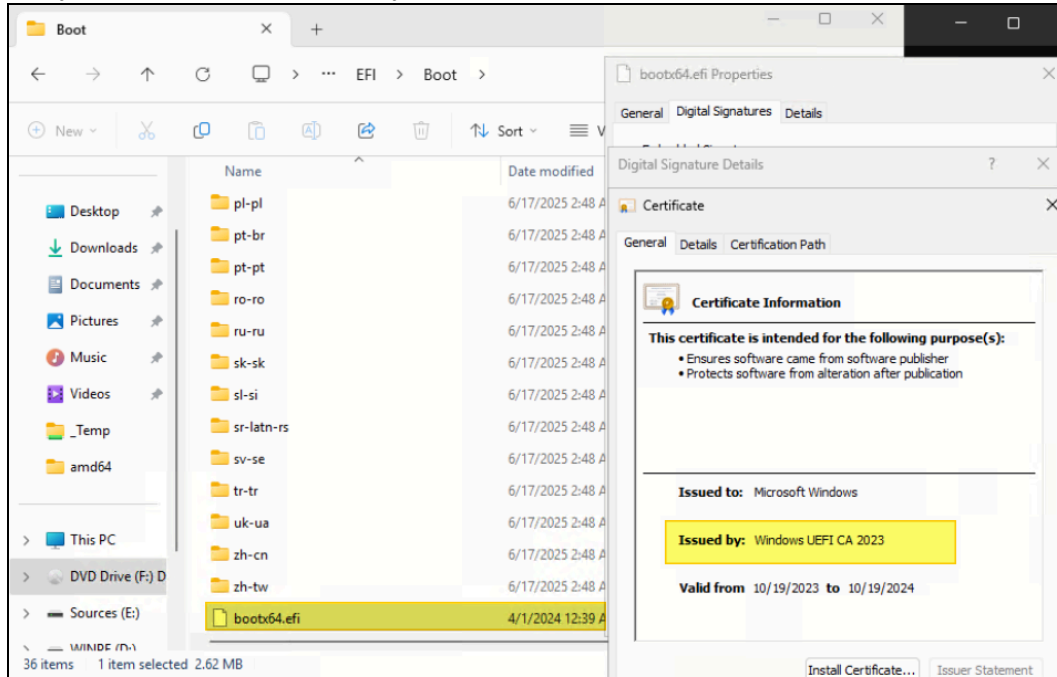 Boot
EFI > Boot >
New
Sort
Name
Date modified
pl-pl 6/17/2025 2:48
pt-br 6/17/2025 2:48
pt-pt 6/17/2025 2:48
ro-ro 6/17/2025 2:48
ru-ru 6/17/2025 2:48
sk-sk 6/17/2025 2:48
sl-si 6/17/2025 2:48
sr-latn-rs 6/17/2025 2:48
sv-se 6/17/2025 2:48
tr-tr 6/17/2025 2:48
uk-ua 6/17/2025 2:48
zh-cn 6/17/2025 2:48
zh-tw 6/17/2025 2:48
bootx64.efi 4/1/2024 12:39
Desktop
Downloads
Documents
Pictures
Music
Videos
_Temp
amd64
This PC
DVD Drive (F:) D
Sources (E:)
WINPE (D:)
36 items 1 item selected 2.62 MB
bootx64.efi Properties
General Digital Signatures Details
Digital Signature Details
Certificate
General Details Certification Path
Certificate Information
This certificate is intended for the following purpose(s):
• Ensures software came from software publisher
• Protects software from alteration after publication
Issued to: Microsoft Windows
Issued by: Windows UEFI CA 2023
Valid from 10/19/2023 to 10/19/2024
Install Certificate... Issuer Statement